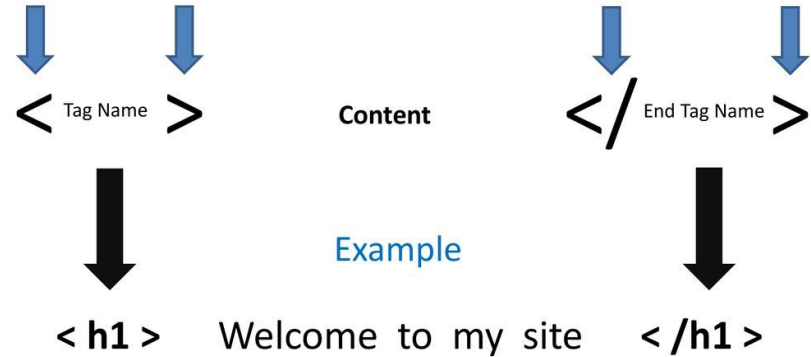 < Tag Name > Content </ End Tag Name >
Example
< h1 > Welcome to my site < /h1 >